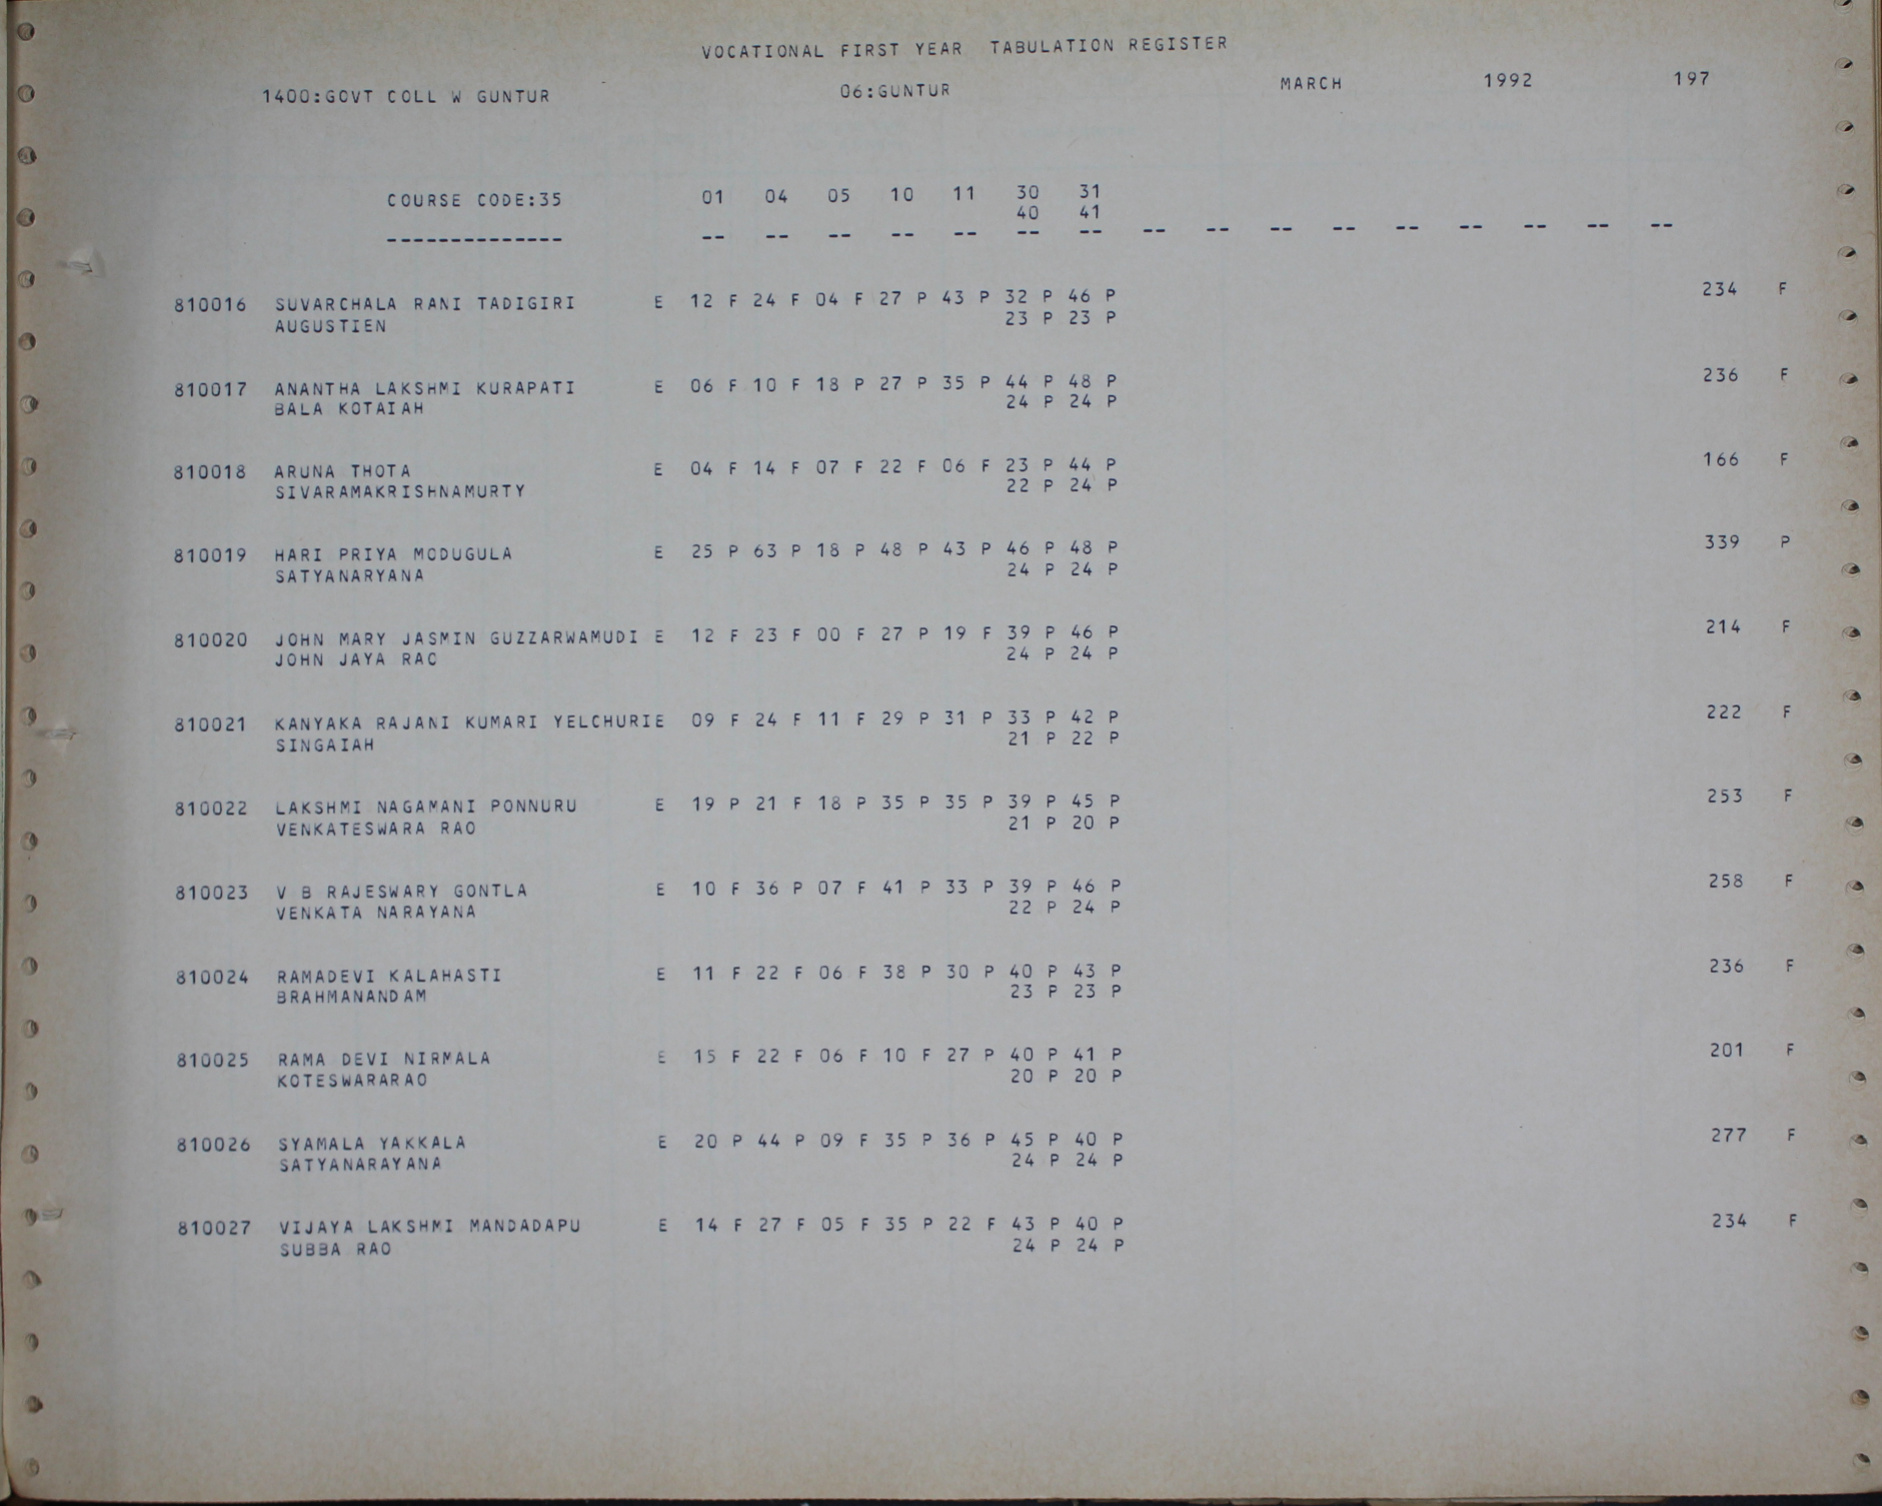 VOCATIONAL FIRST YEAR TABULATION REGISTER
1400:GOVT COLL W GUNTUR 06:GUNTUR MARCH 1992 197
COURSE CODE:35 01 04 05 10 11 30 31
40 41
-------------- -- -- -- -- -- -- -- -- -- -- -- -- -- -- -- --
810016 SUVARCHALA RANI TADIGIRI E 12 F 24 F 04 F 27 P 43 P 32 P 46 P 234 F
AUGUSTIEN 23 P 23 P
810017 ANANTHA LAKSHMI KURAPATI E 06 F 10 F 18 P 27 P 35 P 44 P 48 P 236 F
BALA KOTAIAH 24 P 24 P
810018 ARUNA THOTA E 04 F 14 F 07 F 22 F 06 F 23 P 44 P 166 F
SIVARAMAKRISHNAMURTY 22 P 24 P
810019 HARI PRIYA MODUGULA E 25 P 63 P 18 P 48 P 43 P 46 P 48 P 339 P
SATYANARYANA 24 P 24 P
810020 JOHN MARY JASMIN GUZZARWAMUDI E 12 F 23 F 00 F 27 P 19 F 39 P 46 P 214 F
JOHN JAYA RAO 24 P 24 P
810021 KANYAKA RAJANI KUMARI YELCHURIE 09 F 24 F 11 F 29 P 31 P 33 P 42 P 222 F
SINGAIAH 21 P 22 P
810022 LAKSHMI NAGAMANI PONNURU E 19 P 21 F 18 P 35 P 35 P 39 P 45 P 253 F
VENKATESWARA RAO 21 P 20 P
810023 V B RAJESWARY GONTLA E 10 F 36 P 07 F 41 P 33 P 39 P 46 P 258 F
VENKATA NARAYANA 22 P 24 P
810024 RAMADEVI KALAHASTI E 11 F 22 F 06 F 38 P 30 P 40 P 43 P 236 F
BRAHMANANDAM 23 P 23 P
810025 RAMA DEVI NIRMALA E 15 F 22 F 06 F 10 F 27 P 40 P 41 P 201 F
KOTESWARARAO 20 P 20 P
810026 SYAMALA YAKKALA E 20 P 44 P 09 F 35 P 36 P 45 P 40 P 277 F
SATYANARAYANA 24 P 24 P
810027 VIJAYA LAKSHMI MANDADAPU E 14 F 27 F 05 F 35 P 22 F 43 P 40 P 234 F
SUBBA RAO 24 P 24 P